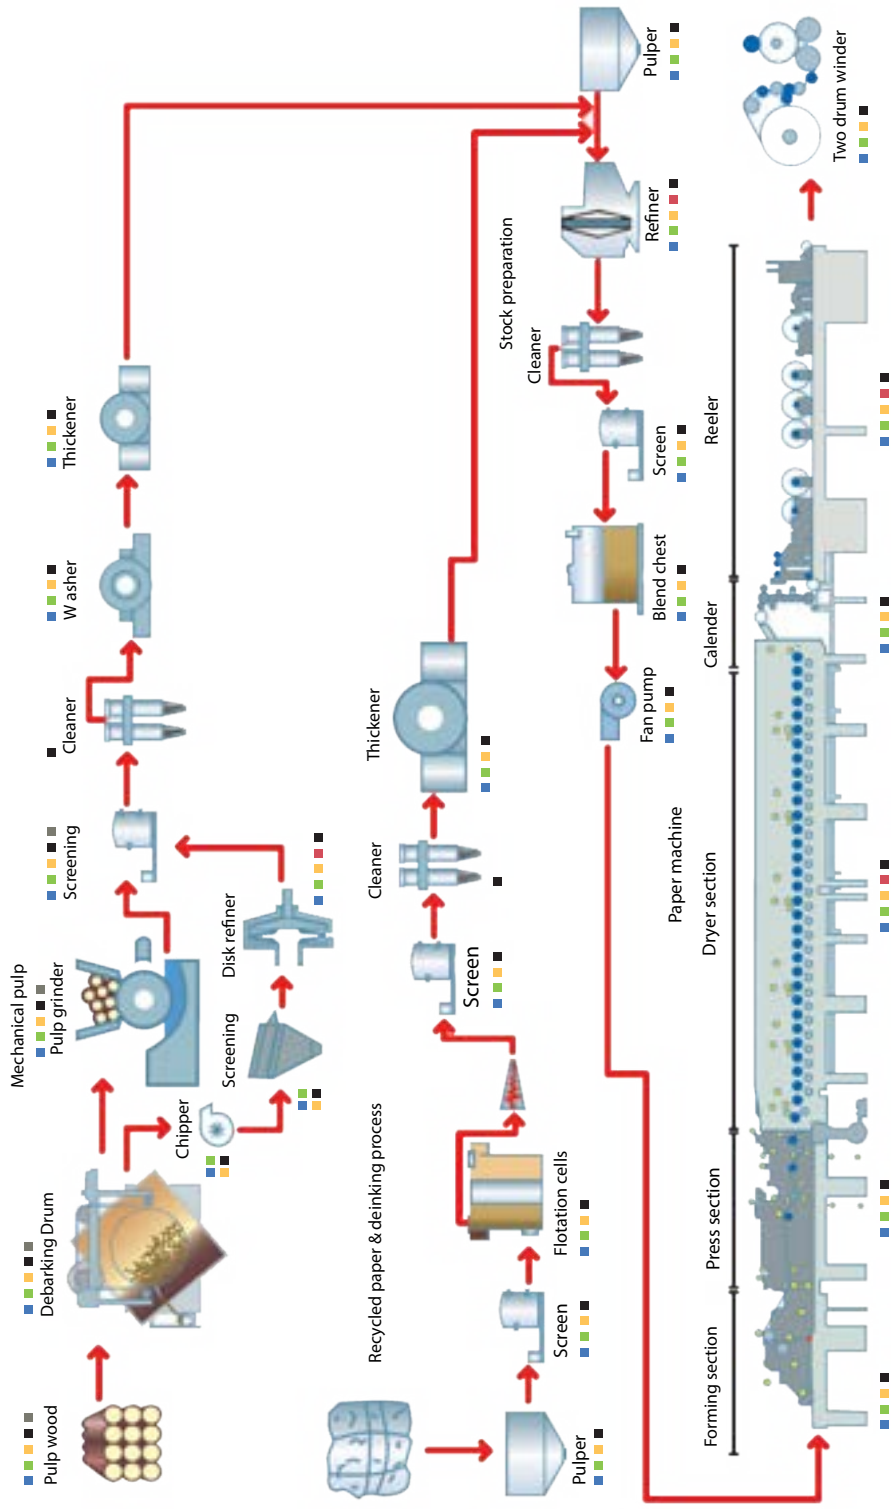 Pulp wood
Debarking Drum
Mechanical pulp
Pulp grinder
Screening
Cleaner
W asher
Thickener
Chipper
Screening
Disk refiner
Recycled paper & deinking process
Pulper
Screen
Flotation cells
Screen
Cleaner
Thickener
Pulper
Refiner
Stock preparation
Cleaner
Screen
Blend chest
Fan pump
Paper machine
Forming section
Press section
Dryer section
Calender
Reeler
Two drum winder